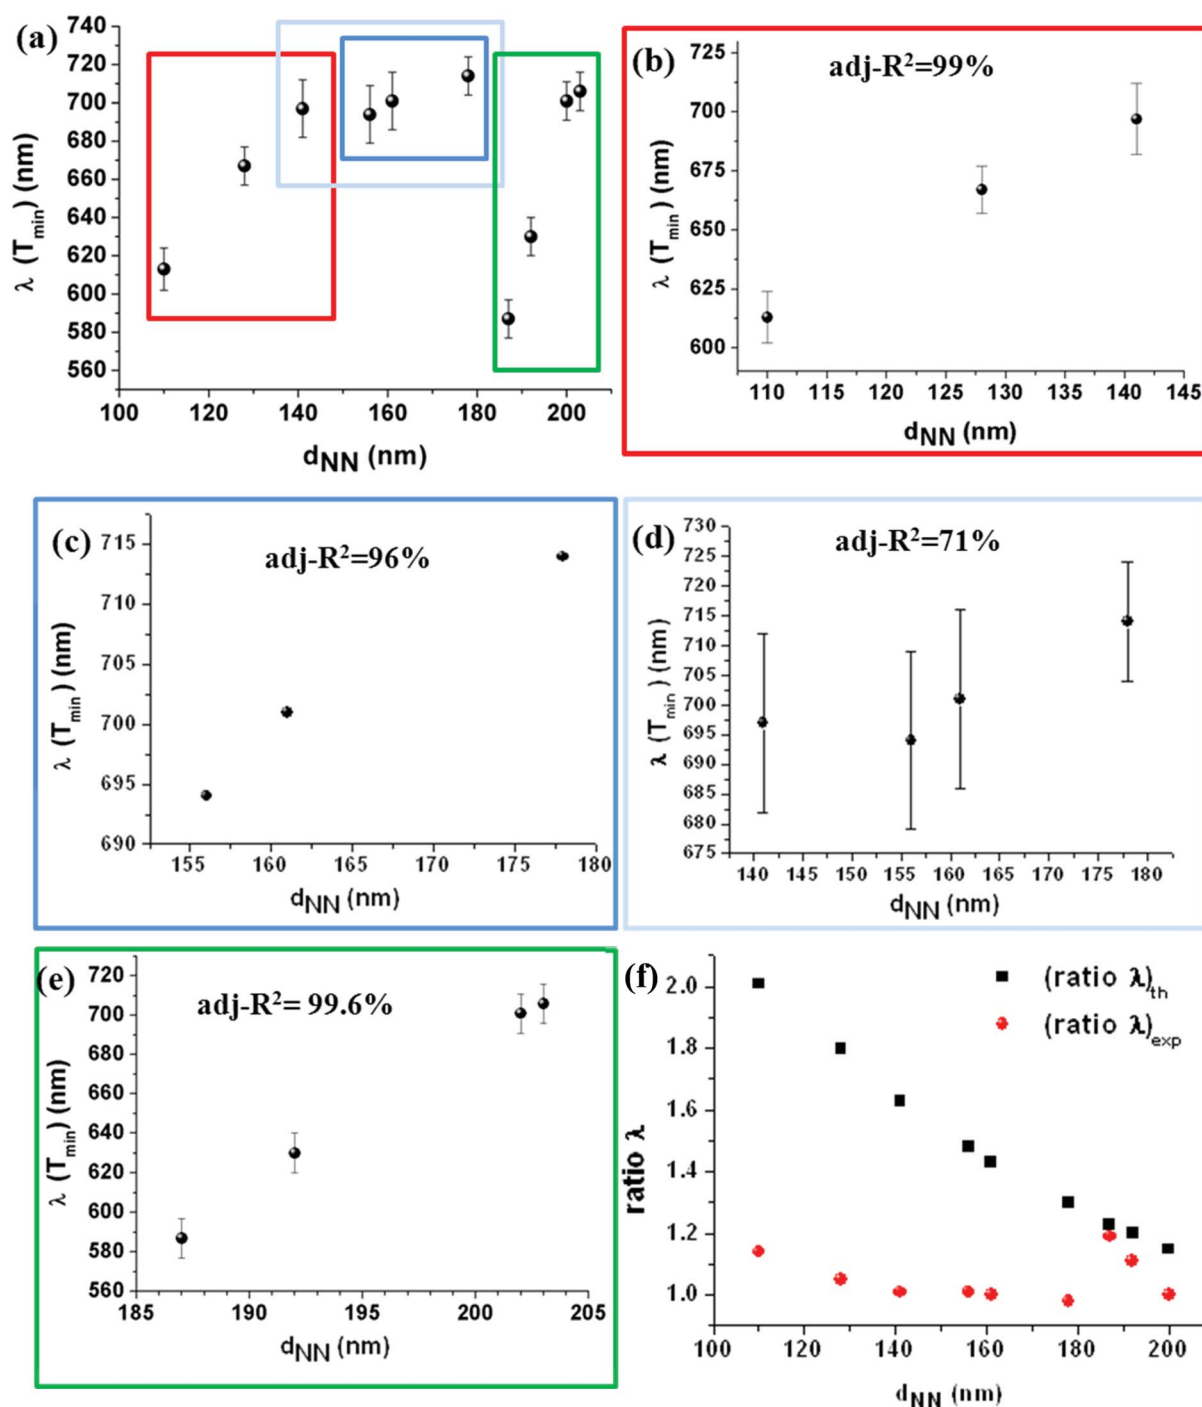 (a)
740
720
700
680
660
640
620
600
580
560
100 120 140 160 180 200
λ (Tmin) (nm)
dNN (nm)
(b)
adj-R²=99%
725
700
675
650
625
600
110 115 120 125 130 135 140 145
λ (Tmin) (nm)
dNN (nm)
(c)
adj-R²=96%
715
710
705
700
695
690
155 160 165 170 175 180
λ (Tmin) (nm)
dNN (nm)
(d)
adj-R²=71%
730
725
720
715
710
705
700
695
690
685
680
675
140 145 150 155 160 165 170 175 180
λ (Tmin) (nm)
dNN (nm)
(e)
adj-R²= 99.6%
720
700
680
660
640
620
600
580
560
185 190 195 200 205
λ (Tmin) (nm)
dNN (nm)
(f)
(ratio λ)th
(ratio λ)exp
2.0
1.8
1.6
1.4
1.2
1.0
100 120 140 160 180 200
ratio λ
dNN (nm)